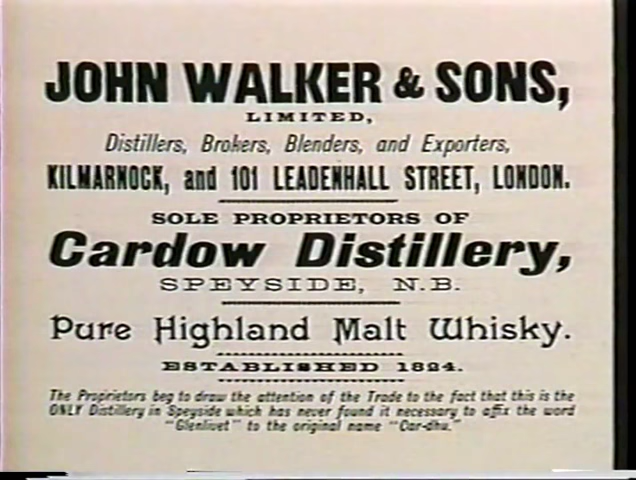 JOHN WALKER & SONS,
LIMITED,
Distillers, Brokers, Blenders, and Exporters,
KILMARNOCK, and 101 LEADENHALL STREET, LONDON.
SOLE PROPRIETORS OF
Cardow Distillery,
SPEYSIDE, N.B.
Pure Highland Malt Whisky.
ESTABLISHED 1824.
The Proprietors beg to draw the attention of the Trade to the fact that this is the
ONLY Distillery in Speyside which has never found it necessary to affix the word
"Glenlivet" to the original name "Car-dhu."